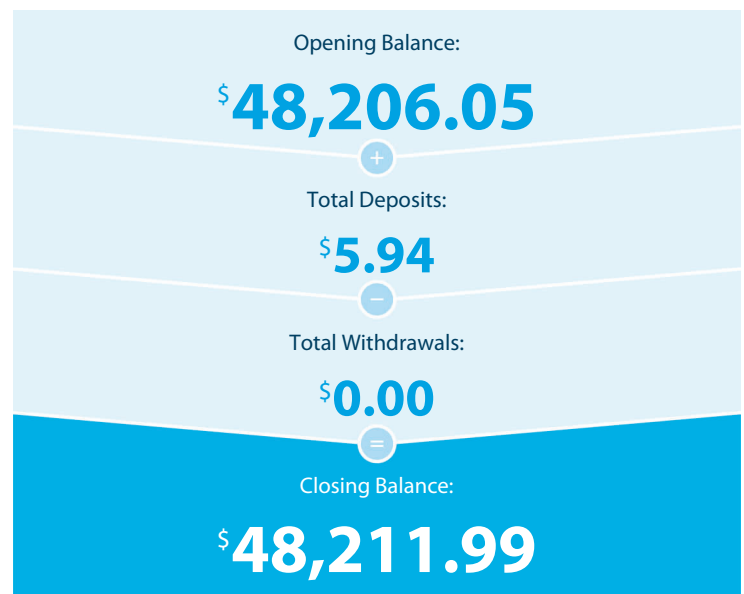 Opening Balance:
$48,206.05
+
Total Deposits:
$5.94
−
Total Withdrawals:
$0.00
=
Closing Balance:
$48,211.99